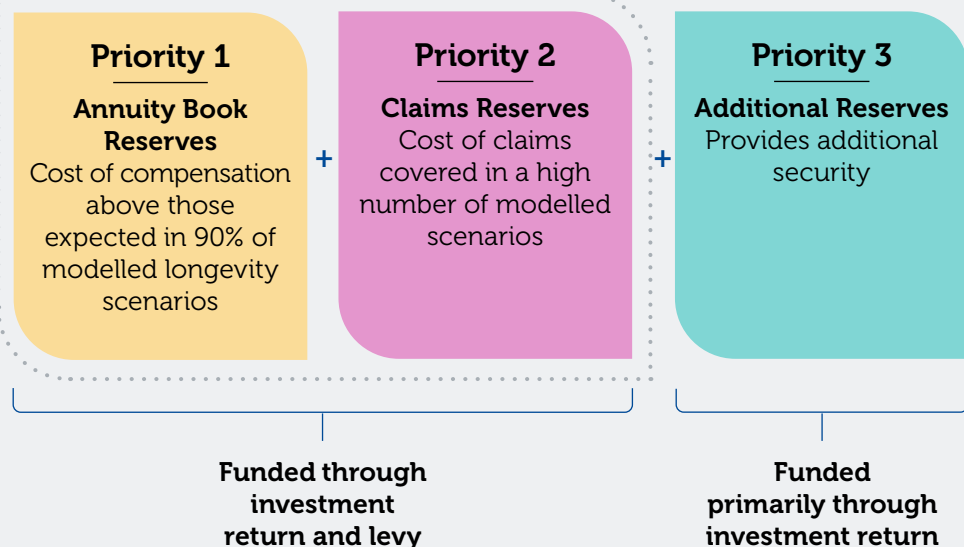 Priority 1
Annuity Book
Reserves
Cost of compensation
above those
expected in 90% of
modelled longevity
scenarios
+
Priority 2
Claims Reserves
Cost of claims
covered in a high
number of modelled
scenarios
+
Priority 3
Additional Reserves
Provides additional
security
Funded through
investment
return and levy
Funded
primarily through
investment return